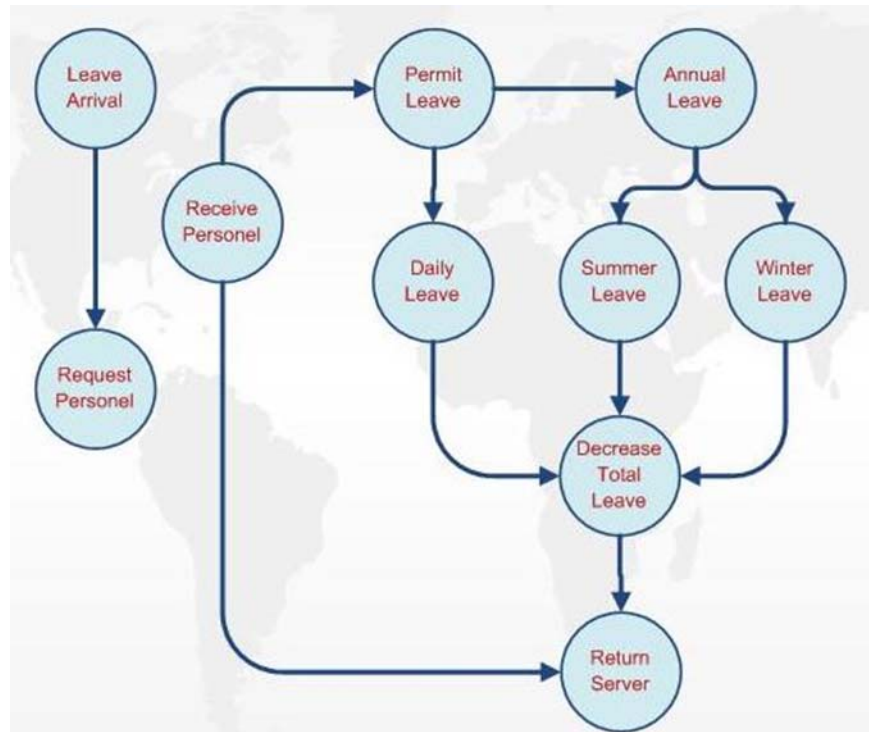 Leave
Arrival
Permit
Leave
Annual
Leave
Receive
Personel
Daily
Leave
Summer
Leave
Winter
Leave
Request
Personel
Decrease
Total
Leave
Return
Server